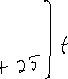 + 25 ] t